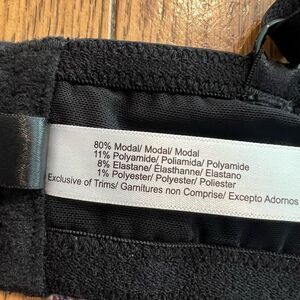 80% Modal/ Modal/ Modal
11% Polyamide/ Poliamida/ Polyamide
8% Elastane/ Élasthanne/ Elastano
1% Polyester/ Polyester/ Poliester
Exclusive of Trims/ Garnitures non Comprise/ Excepto Adornos